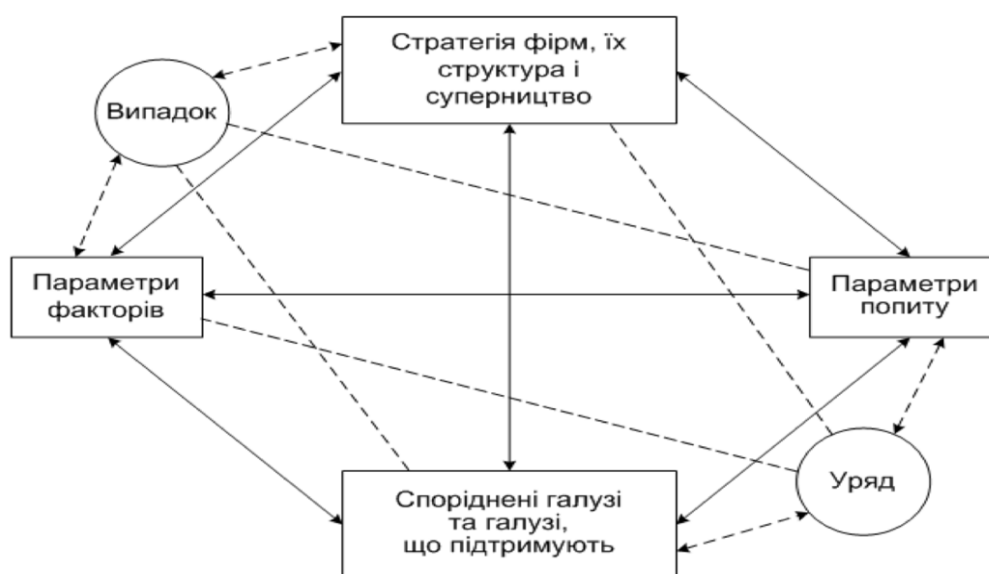 Стратегія фірм, їх
структура і
суперництво
Випадок
Параметри
факторів
Параметри
попиту
Споріднені галузі
та галузі,
що підтримують
Уряд